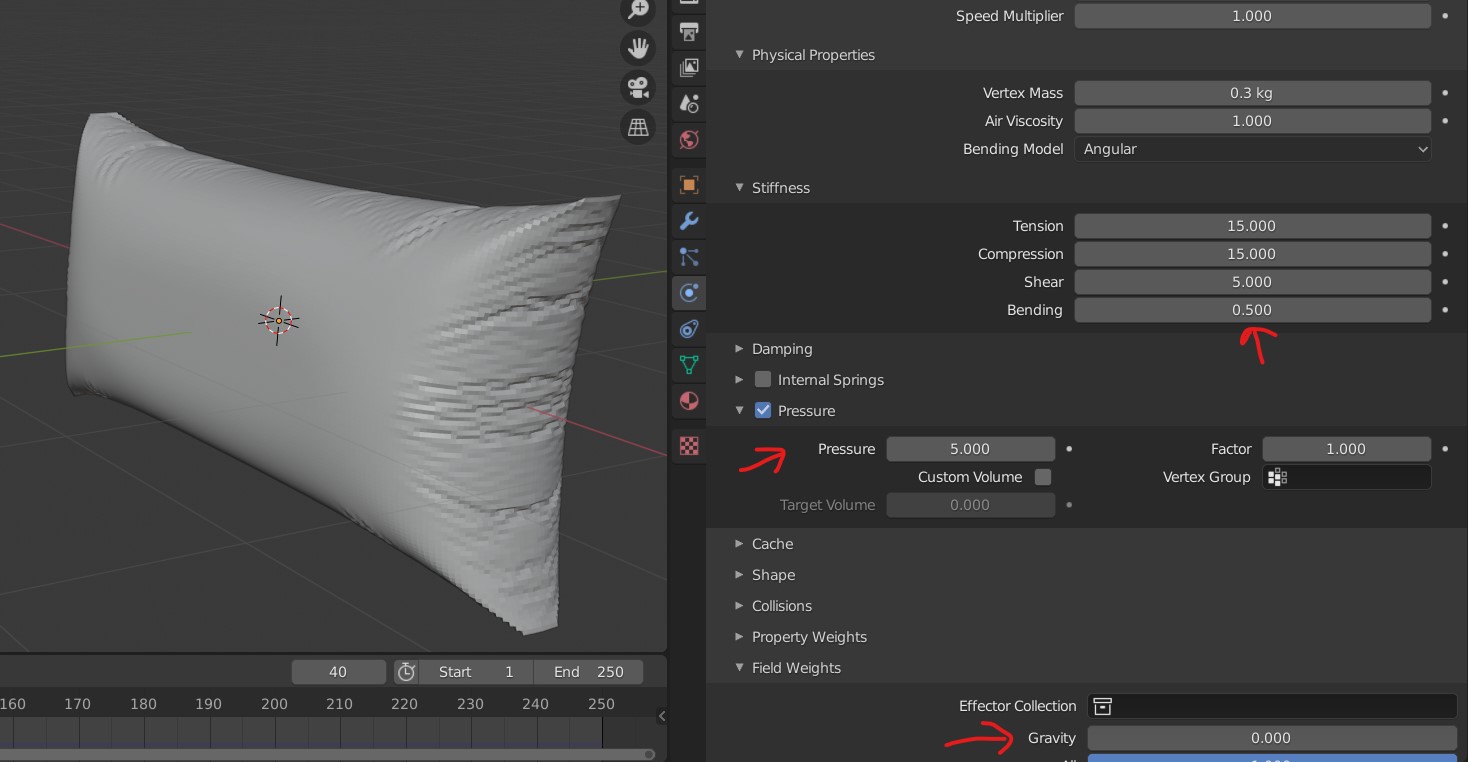 Speed Multiplier 1.000
Physical Properties
Vertex Mass 0.3 kg
Air Viscosity 1.000
Bending Model Angular
Stiffness
Tension 15.000
Compression 15.000
Shear 5.000
Bending 0.500
Damping
Internal Springs
Pressure
Pressure 5.000 Factor 1.000
Custom Volume Vertex Group
Target Volume 0.000
Cache
Shape
Collisions
Property Weights
Field Weights
Effector Collection
Gravity 0.000
40 Start 1 End 250
160 170 180 190 200 210 220 230 240 250